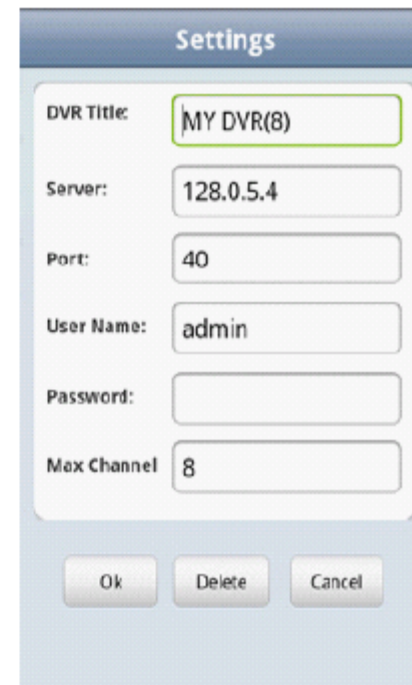 Settings
DVR Title: MY DVR(8)
Server: 128.0.5.4
Port: 40
User Name: admin
Password:
Max Channel 8
Ok Delete Cancel